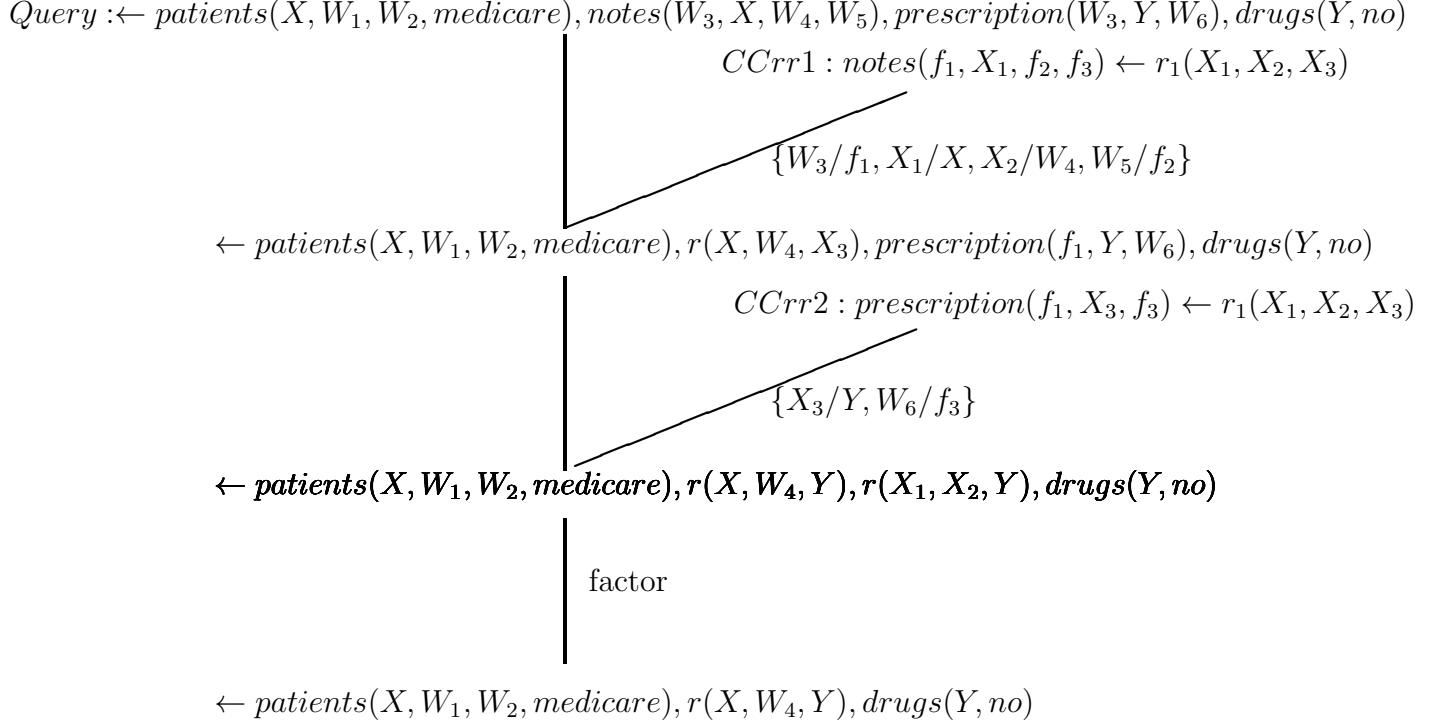 Query :← patients(X, W₁, W₂, medicare), notes(W₃, X, W₄, W₅), prescription(W₃, Y, W₆), drugs(Y, no)
CCrr1 : notes(f₁, X₁, f₂, f₃) ← r₁(X₁, X₂, X₃)
{W₃/f₁, X₁/X, X₂/W₄, W₅/f₂}
← patients(X, W₁, W₂, medicare), r(X, W₄, X₃), prescription(f₁, Y, W₆), drugs(Y, no)
CCrr2 : prescription(f₁, X₃, f₃) ← r₁(X₁, X₂, X₃)
{X₃/Y, W₆/f₃}
← patients(X, W₁, W₂, medicare), r(X, W₄, Y), r(X₁, X₂, Y), drugs(Y, no)
factor
← patients(X, W₁, W₂, medicare), r(X, W₄, Y), drugs(Y, no)